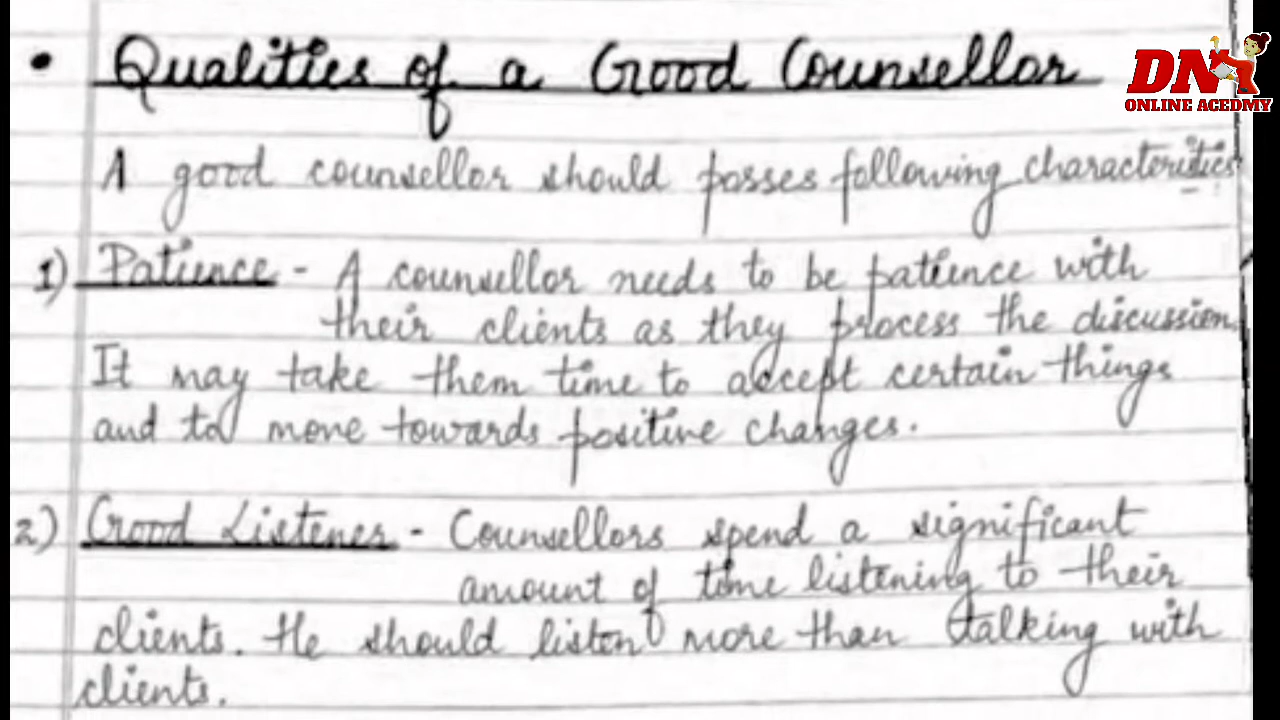 • Qualities of a Good Counsellor
DN
ONLINE ACEDMY
A good counsellor should posses following characteristics
1) Patience - A counsellor needs to be patience with
their clients as they process the discussion.
It may take them time to accept certain things
and to move towards positive changes.
2) Good Listener - Counsellors spend a significant
amount of time listening to their
clients. He should listen more than talking with
clients.